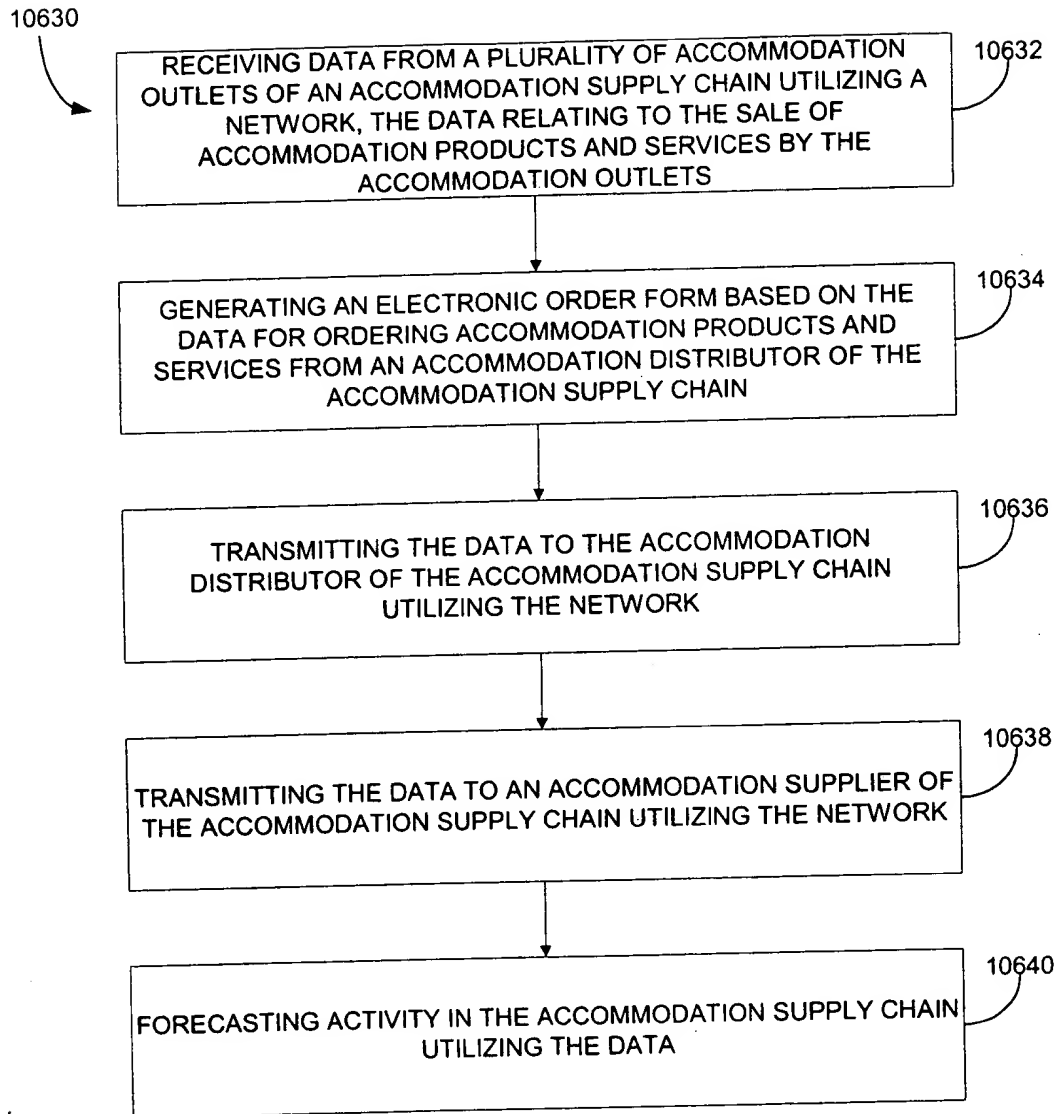 10630
RECEIVING DATA FROM A PLURALITY OF ACCOMMODATION
OUTLETS OF AN ACCOMMODATION SUPPLY CHAIN UTILIZING A
NETWORK, THE DATA RELATING TO THE SALE OF
ACCOMMODATION PRODUCTS AND SERVICES BY THE
ACCOMMODATION OUTLETS
10632
GENERATING AN ELECTRONIC ORDER FORM BASED ON THE
DATA FOR ORDERING ACCOMMODATION PRODUCTS AND
SERVICES FROM AN ACCOMMODATION DISTRIBUTOR OF THE
ACCOMMODATION SUPPLY CHAIN
10634
TRANSMITTING THE DATA TO THE ACCOMMODATION
DISTRIBUTOR OF THE ACCOMMODATION SUPPLY CHAIN
UTILIZING THE NETWORK
10636
TRANSMITTING THE DATA TO AN ACCOMMODATION SUPPLIER OF
THE ACCOMMODATION SUPPLY CHAIN UTILIZING THE NETWORK
10638
FORECASTING ACTIVITY IN THE ACCOMMODATION SUPPLY CHAIN
UTILIZING THE DATA
10640